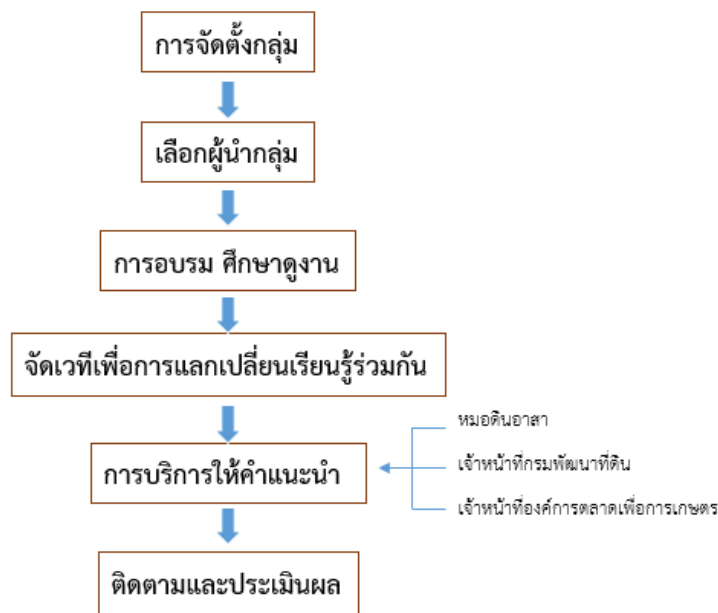 การจัดตั้งกลุ่ม
เลือกผู้นำกลุ่ม
การอบรม ศึกษาดูงาน
จัดเวทีเพื่อการแลกเปลี่ยนเรียนรู้ร่วมกัน
การบริการให้คำแนะนำ
หมอดินอาสา
เจ้าหน้าที่กรมพัฒนาที่ดิน
เจ้าหน้าที่องค์การตลาดเพื่อการเกษตร
ติดตามและประเมินผล